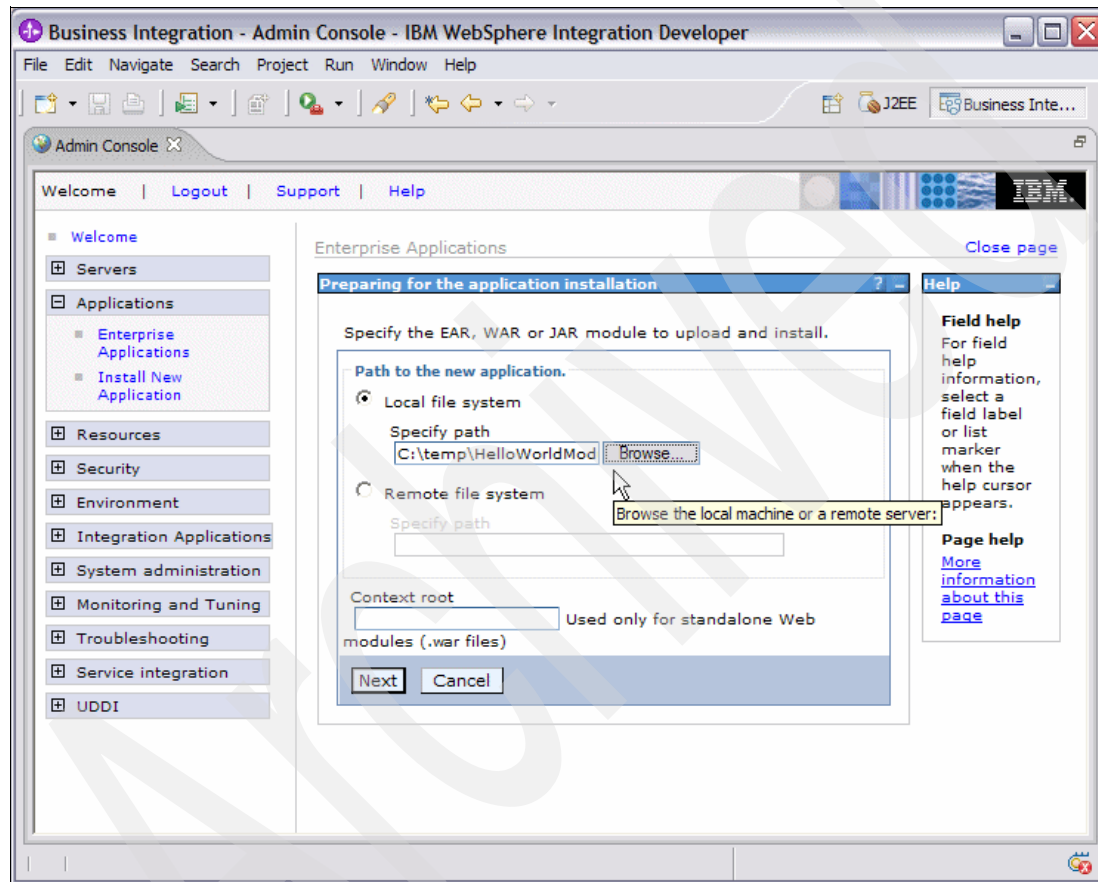 Business Integration - Admin Console - IBM WebSphere Integration Developer
File Edit Navigate Search Project Run Window Help
J2EE Business Inte...
Admin Console
Welcome | Logout | Support | Help
IBM.
Welcome
Servers
Applications
Enterprise
Applications
Install New
Application
Resources
Security
Environment
Integration Applications
System administration
Monitoring and Tuning
Troubleshooting
Service integration
UDDI
Enterprise Applications
Close page
Preparing for the application installation ? -
Specify the EAR, WAR or JAR module to upload and install.
Path to the new application.
Local file system
Specify path
C:\temp\HelloWorldMod Browse...
Remote file system
Browse the local machine or a remote server:
Specify path
Context root
Used only for standalone Web
modules (.war files)
Next Cancel
Help -
Field help
For field
help
information,
select a
field label
or list
marker
when the
help cursor
appears.
Page help
More
information
about this
page
Archived